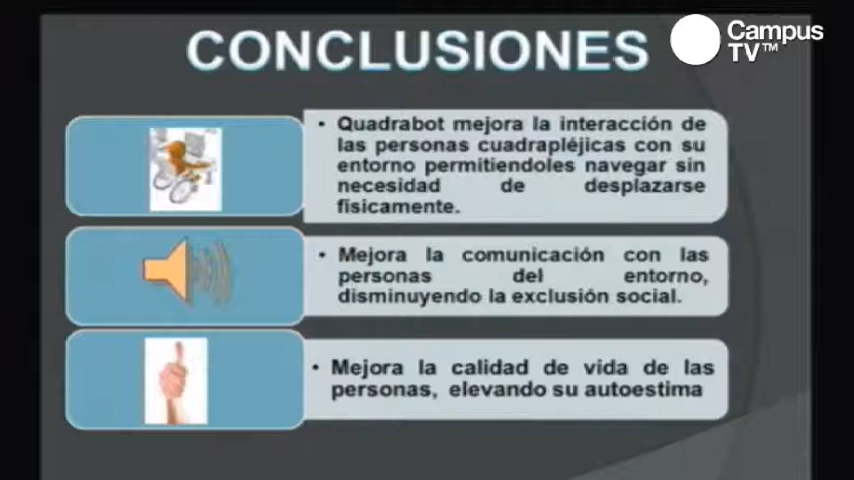 CONCLUSIONES
Campus
TV™
• Quadrabot mejora la interacción de
las personas cuadrapléjicas con su
entorno permitiendoles navegar sin
necesidad de desplazarse
físicamente.
• Mejora la comunicación con las
personas del entorno,
disminuyendo la exclusión social.
• Mejora la calidad de vida de las
personas, elevando su autoestima